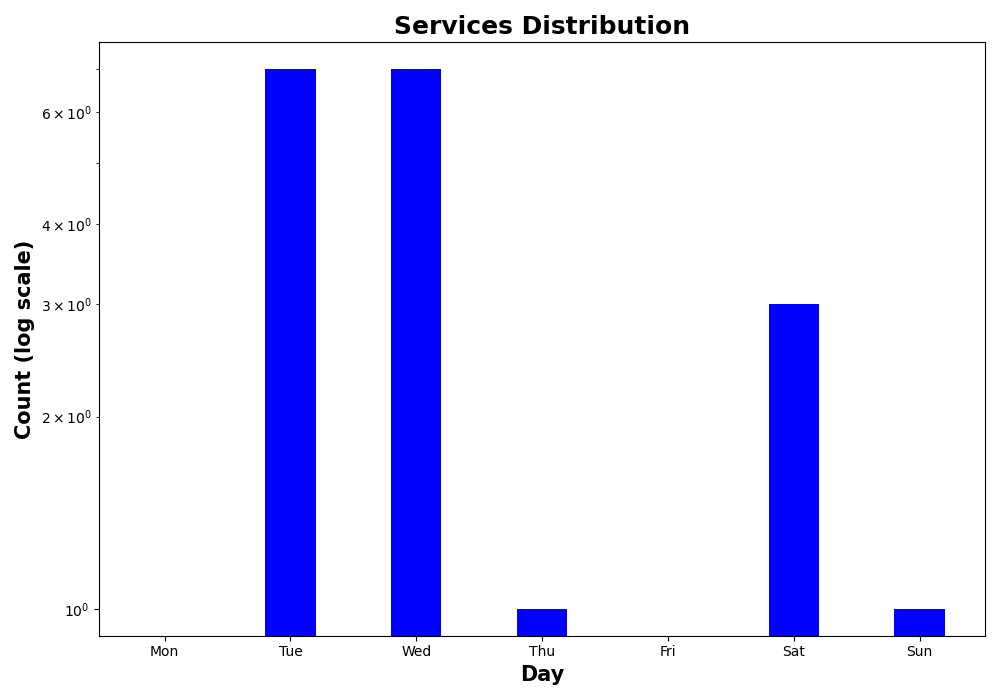 Services Distribution
Count (log scale)
6 × 10⁰
4 × 10⁰
3 × 10⁰
2 × 10⁰
10⁰
Mon Tue Wed Thu Fri Sat Sun
Day